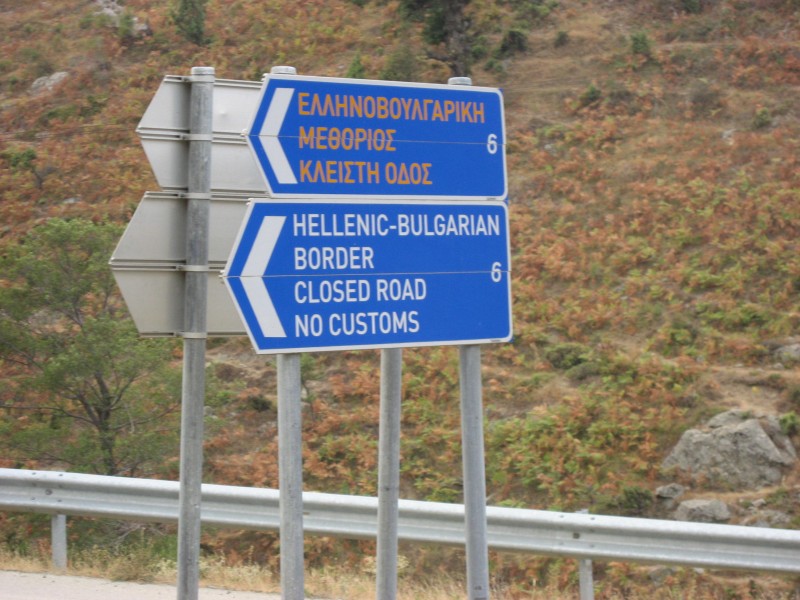 ΕΛΛΗΝΟΒΟΥΛΓΑΡΙΚΗ
ΜΕΘΟΡΙΟΣ 6
ΚΛΕΙΣΤΗ ΟΔΟΣ
HELLENIC-BULGARIAN
BORDER 6
CLOSED ROAD
NO CUSTOMS